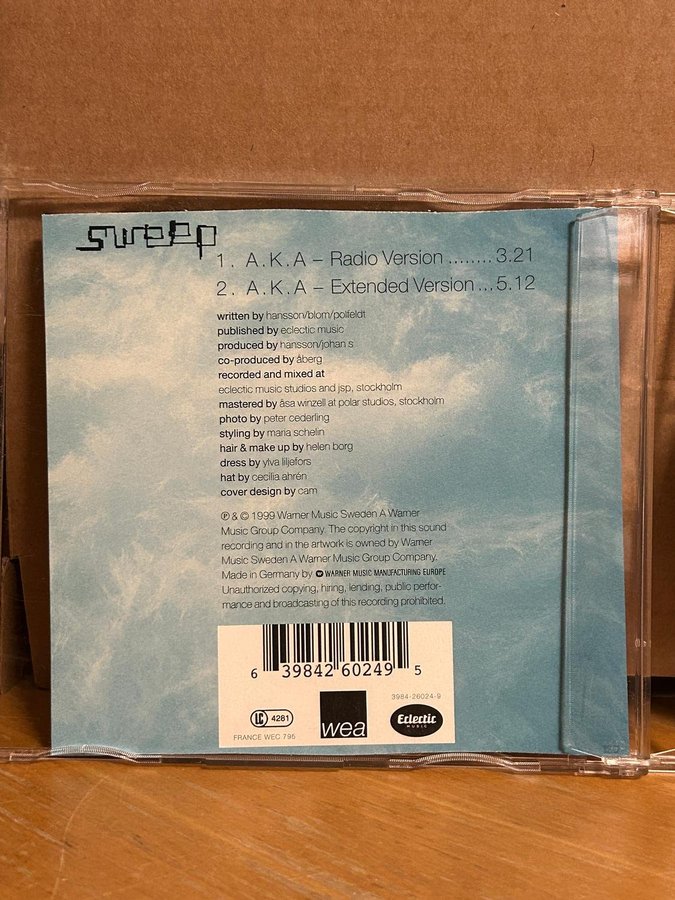 sweep
1. A.K.A – Radio Version ........ 3.21
2. A.K.A – Extended Version ... 5.12
written by hansson/blom/polfeldt
published by eclectic music
produced by hansson/johan s
co-produced by åberg
recorded and mixed at
eclectic music studios and jsp, stockholm
mastered by åsa winzell at polar studios, stockholm
photo by peter cederling
styling by maria schelin
hair & make up by helen borg
dress by ylva liljefors
hat by cecilia ahrén
cover design by cam
℗ & © 1999 Warner Music Sweden A Warner
Music Group Company. The copyright in this sound
recording and in the artwork is owned by Warner
Music Sweden A Warner Music Group Company.
Made in Germany by WARNER MUSIC MANUFACTURING EUROPE
Unauthorized copying, hiring, lending, public perfor-
mance and broadcasting of this recording prohibited.
6 39842 60249 5
3984-26024-9
LC 4281
wea
Eclectic
MUSIC
FRANCE WEC 795